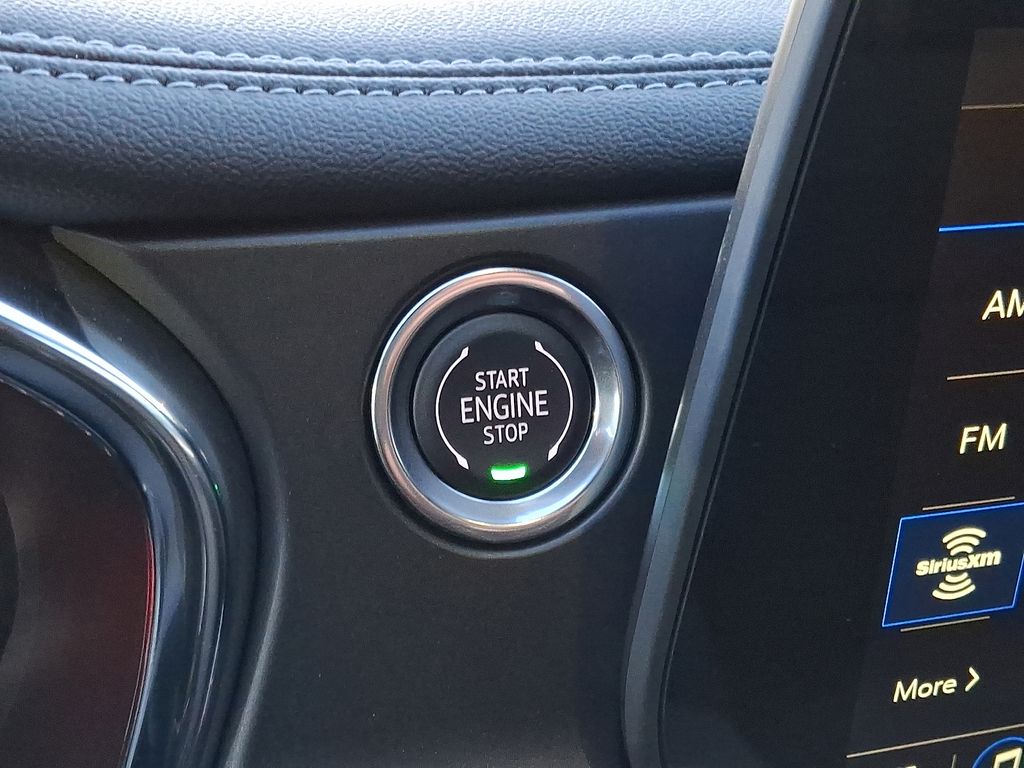 START
ENGINE
STOP
AM
FM
SiriusXM
More >